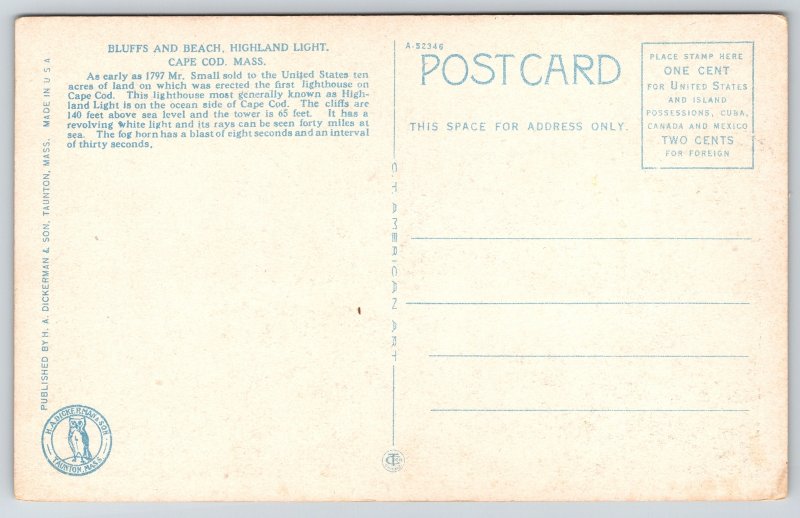 BLUFFS AND BEACH, HIGHLAND LIGHT.
CAPE COD. MASS.
As early as 1797 Mr. Small sold to the United States ten
acres of land on which was erected the first lighthouse on
Cape Cod. This lighthouse most generally known as High-
land Light is on the ocean side of Cape Cod. The cliffs are
140 feet above sea level and the tower is 65 feet. It has a
revolving white light and its rays can be seen forty miles at
sea. The fog horn has a blast of eight seconds and an interval
of thirty seconds.
PUBLISHED BY H. A. DICKERMAN & SON, TAUNTON, MASS. MADE IN U S A
H.A. DICKERMAN & SON
TAUNTON, MASS.
C. T. AMERICAN ART
A-52346
POST CARD
THIS SPACE FOR ADDRESS ONLY.
PLACE STAMP HERE
ONE CENT
FOR UNITED STATES
AND ISLAND
POSSESSIONS, CUBA,
CANADA AND MEXICO
TWO CENTS
FOR FOREIGN